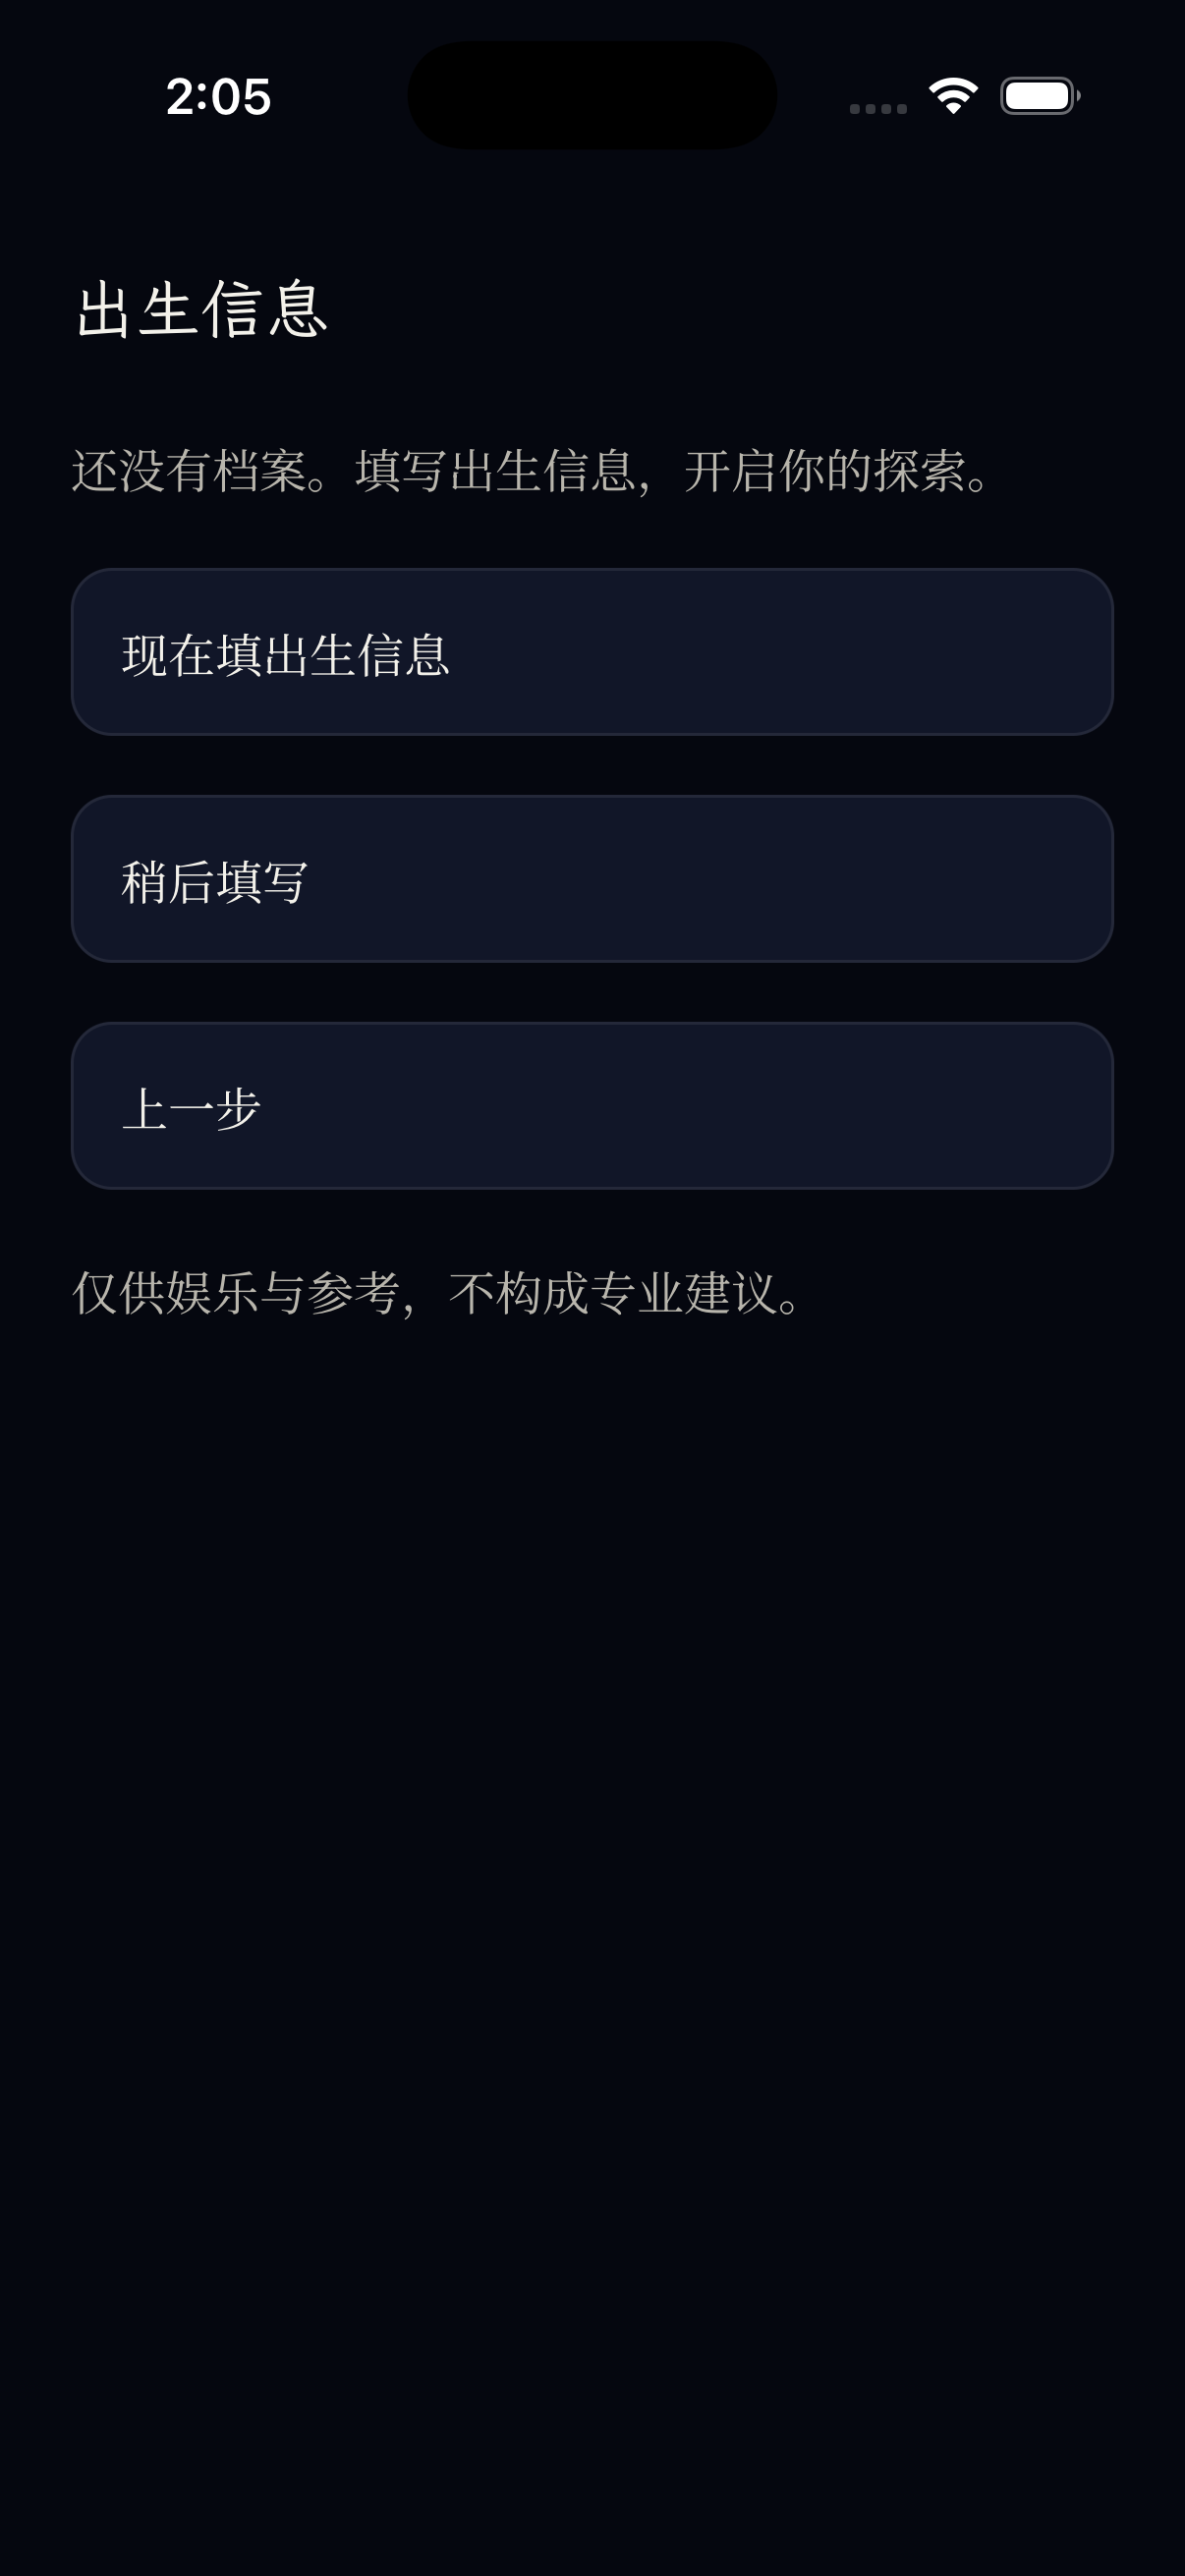 2:05
出生信息
还没有档案。填写出生信息，开启你的探索。
现在填出生信息
稍后填写
上一步
仅供娱乐与参考，不构成专业建议。